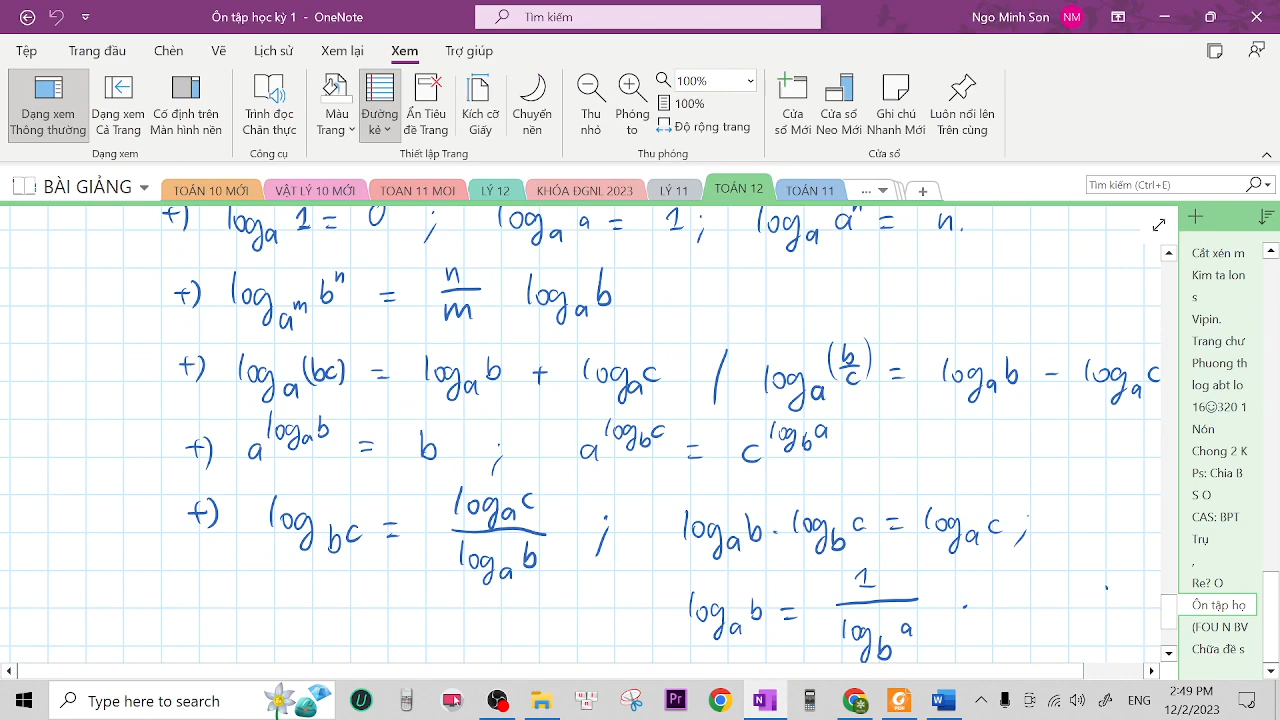 Ôn tập học kỳ 1 - OneNote
Tìm kiếm
Ngo Minh Son NM
Tệp Trang đầu Chèn Vẽ Lịch sử Xem lại Xem Trợ giúp
Dạng xem Thông thường
Dạng xem Cả Trang
Cố định trên Màn hình nền
Trình đọc Chân thực
Màu Trang
Đường kẻ
Ẩn Tiêu đề Trang
Kích cỡ Giấy
Chuyển nền
Thu nhỏ
Phóng to
100%
100%
Độ rộng trang
Cửa sổ Mới
Cửa sổ Neo Mới
Ghi chú Nhanh Mới
Luôn nổi lên Trên cùng
Dạng xem Công cụ Thiết lập Trang Thu phóng Cửa sổ
BÀI GIẢNG TOÁN 10 MỚI VẬT LÝ 10 MỚI TOAN 11 MOI LÝ 12 KHÓA ĐGNL 2023 LÝ 11 TOÁN 12 TOÁN 11 ... +
Tìm kiếm (Ctrl+E)
+) log_a 1 = 0 ; log_a a = 1 ; log_a a^n = n.
+) log_{a^m} b^n = n/m log_a b
+) log_a (bc) = log_a b + log_a c / log_a (b/c) = log_a b - log_a c
+) a^{log_a b} = b ; a^{log_b c} = c^{log_b a}
+) log_b c = log_a c / log_a b ; log_a b . log_b c = log_a c ;
log_a b = 1 / log_b a .
Cắt xén m
Kim ta lon
s
Vipin.
Trang chư
Phuong th
log abt lo
16☺320 1
Nón
Chong 2 K
Ps: Chia B
S O
CAS: BPT
Trụ
,
Re? O
Ôn tập họ
(FOU N BV
Chữa đề s
Type here to search
ENG
2:49 PM
12/2/2023